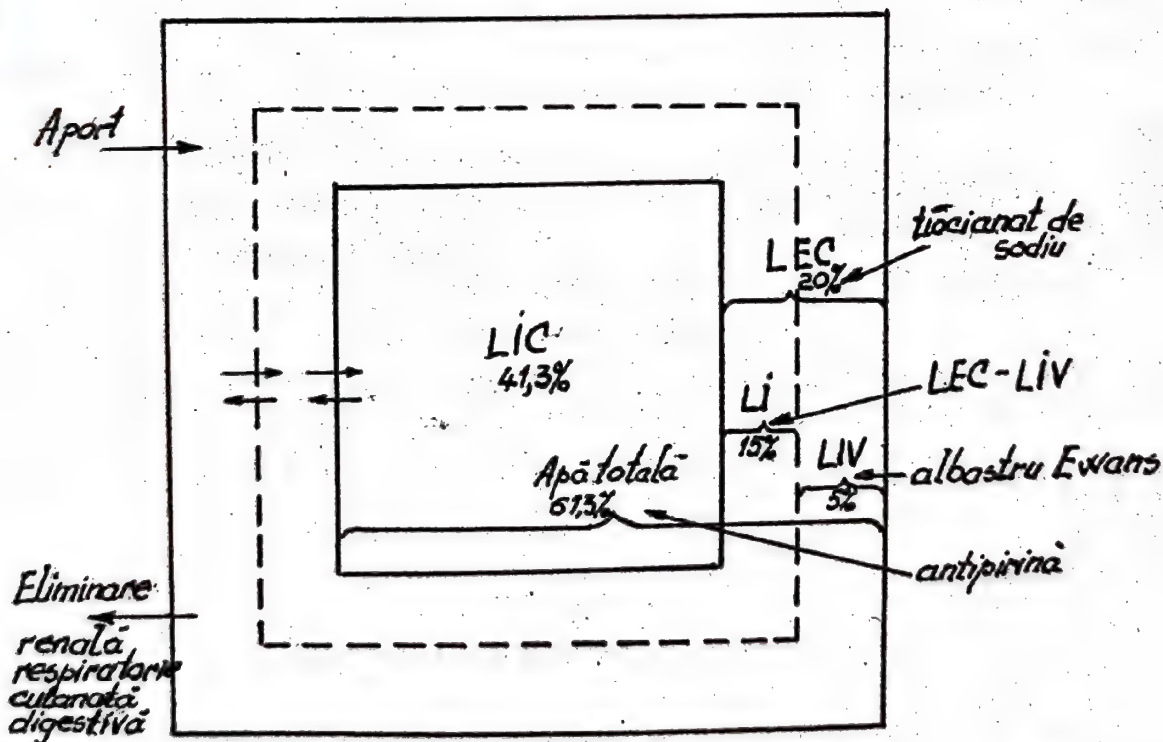 Aport
tiocianat de
sodiu
LEC
20%
LIC
41,3%
LEC-LIV
LI
15%
LIV
5%
albastru Ewans
Apă totală
61,3%
antipirină
Eliminare
renală
respiratorie
cutanată
digestivă